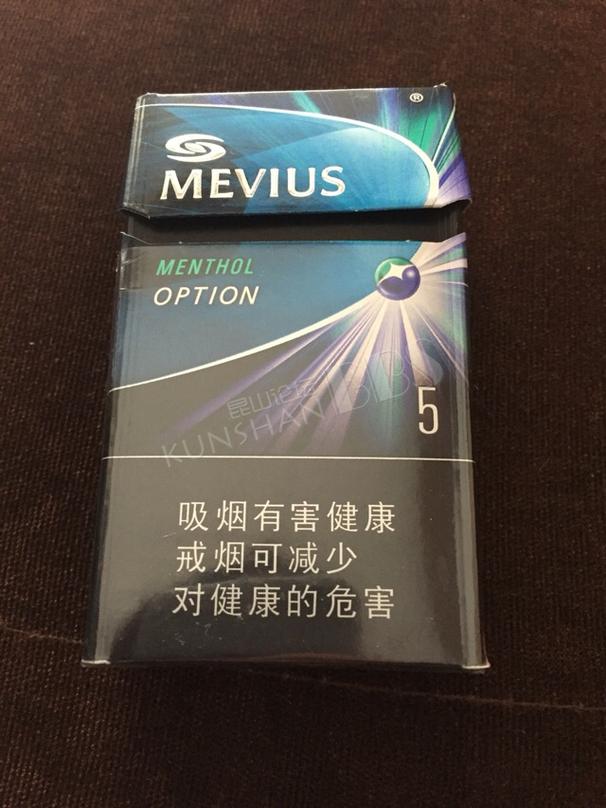 ®
MEVIUS
MENTHOL
OPTION
昆山论坛 BBS
KUNSHAN
5
吸烟有害健康
戒烟可减少
对健康的危害